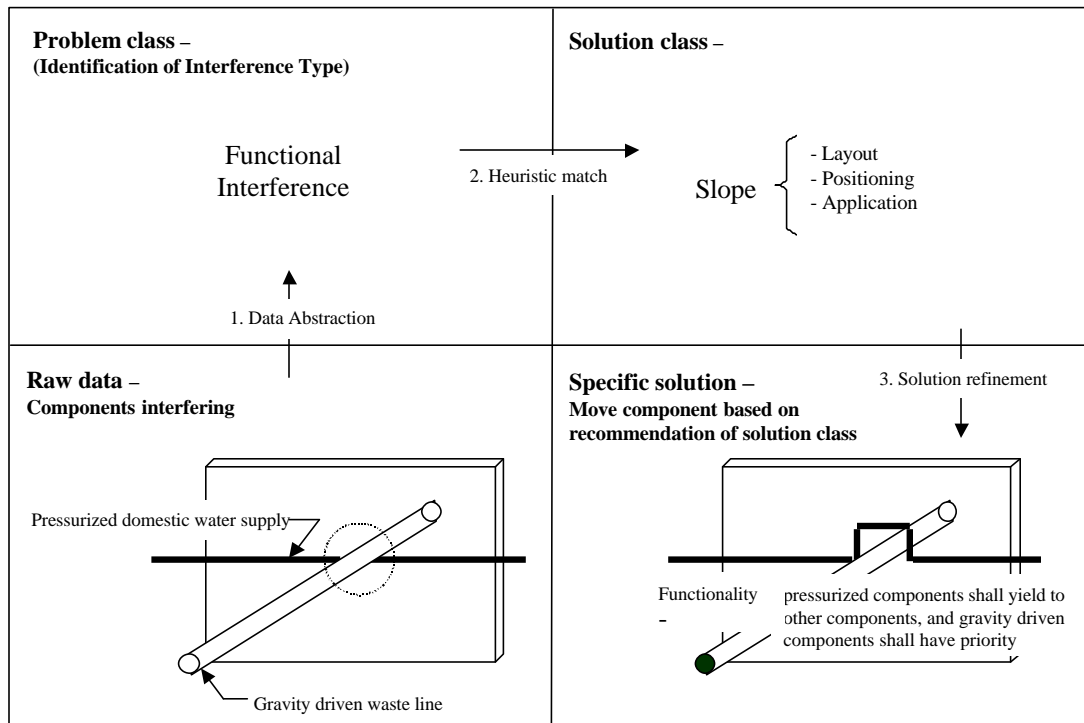 Problem class –
(Identification of Interference Type)
Functional
Interference
1. Data Abstraction
2. Heuristic match
Solution class –
Slope
- Layout
- Positioning
- Application
Raw data –
Components interfering
Pressurized domestic water supply
Gravity driven waste line
3. Solution refinement
Specific solution –
Move component based on
recommendation of solution class
Functionality
–
pressurized components shall yield to
other components, and gravity driven
components shall have priority